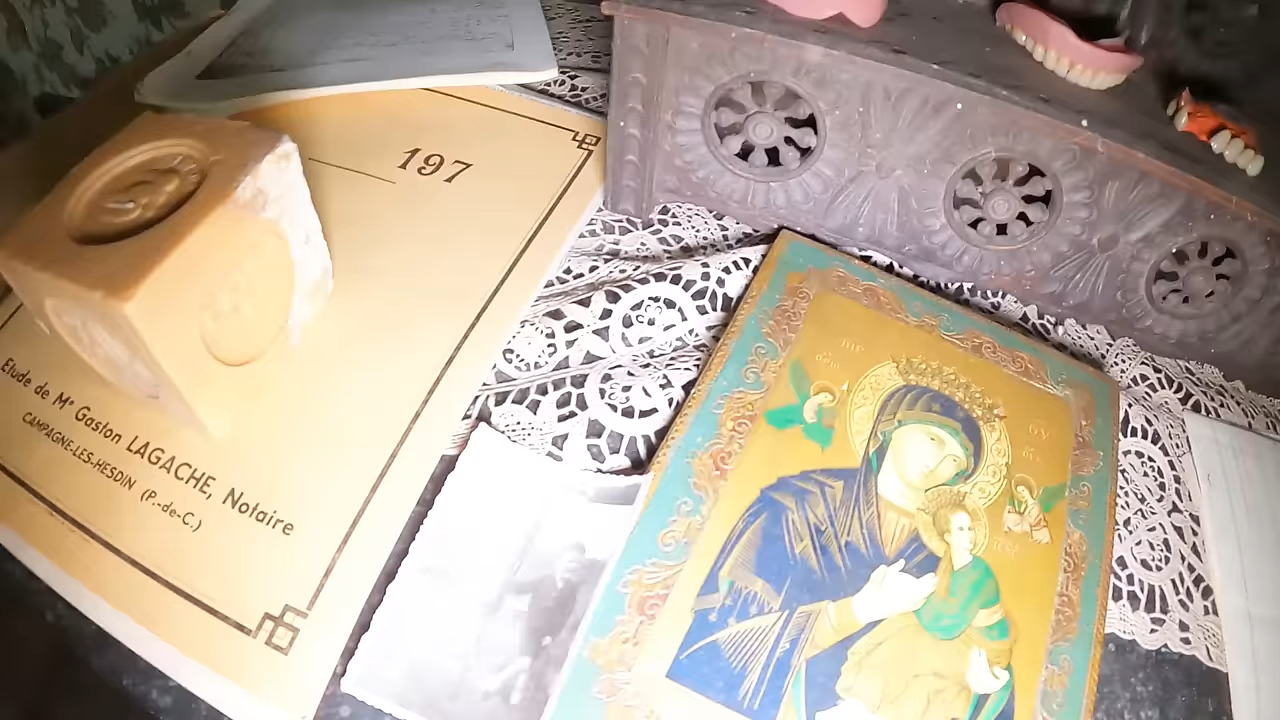 197
Etude de Mᵉ Gaston LAGACHE, Notaire
CAMPAGNE-LES-HESDIN (P.-de-C.)